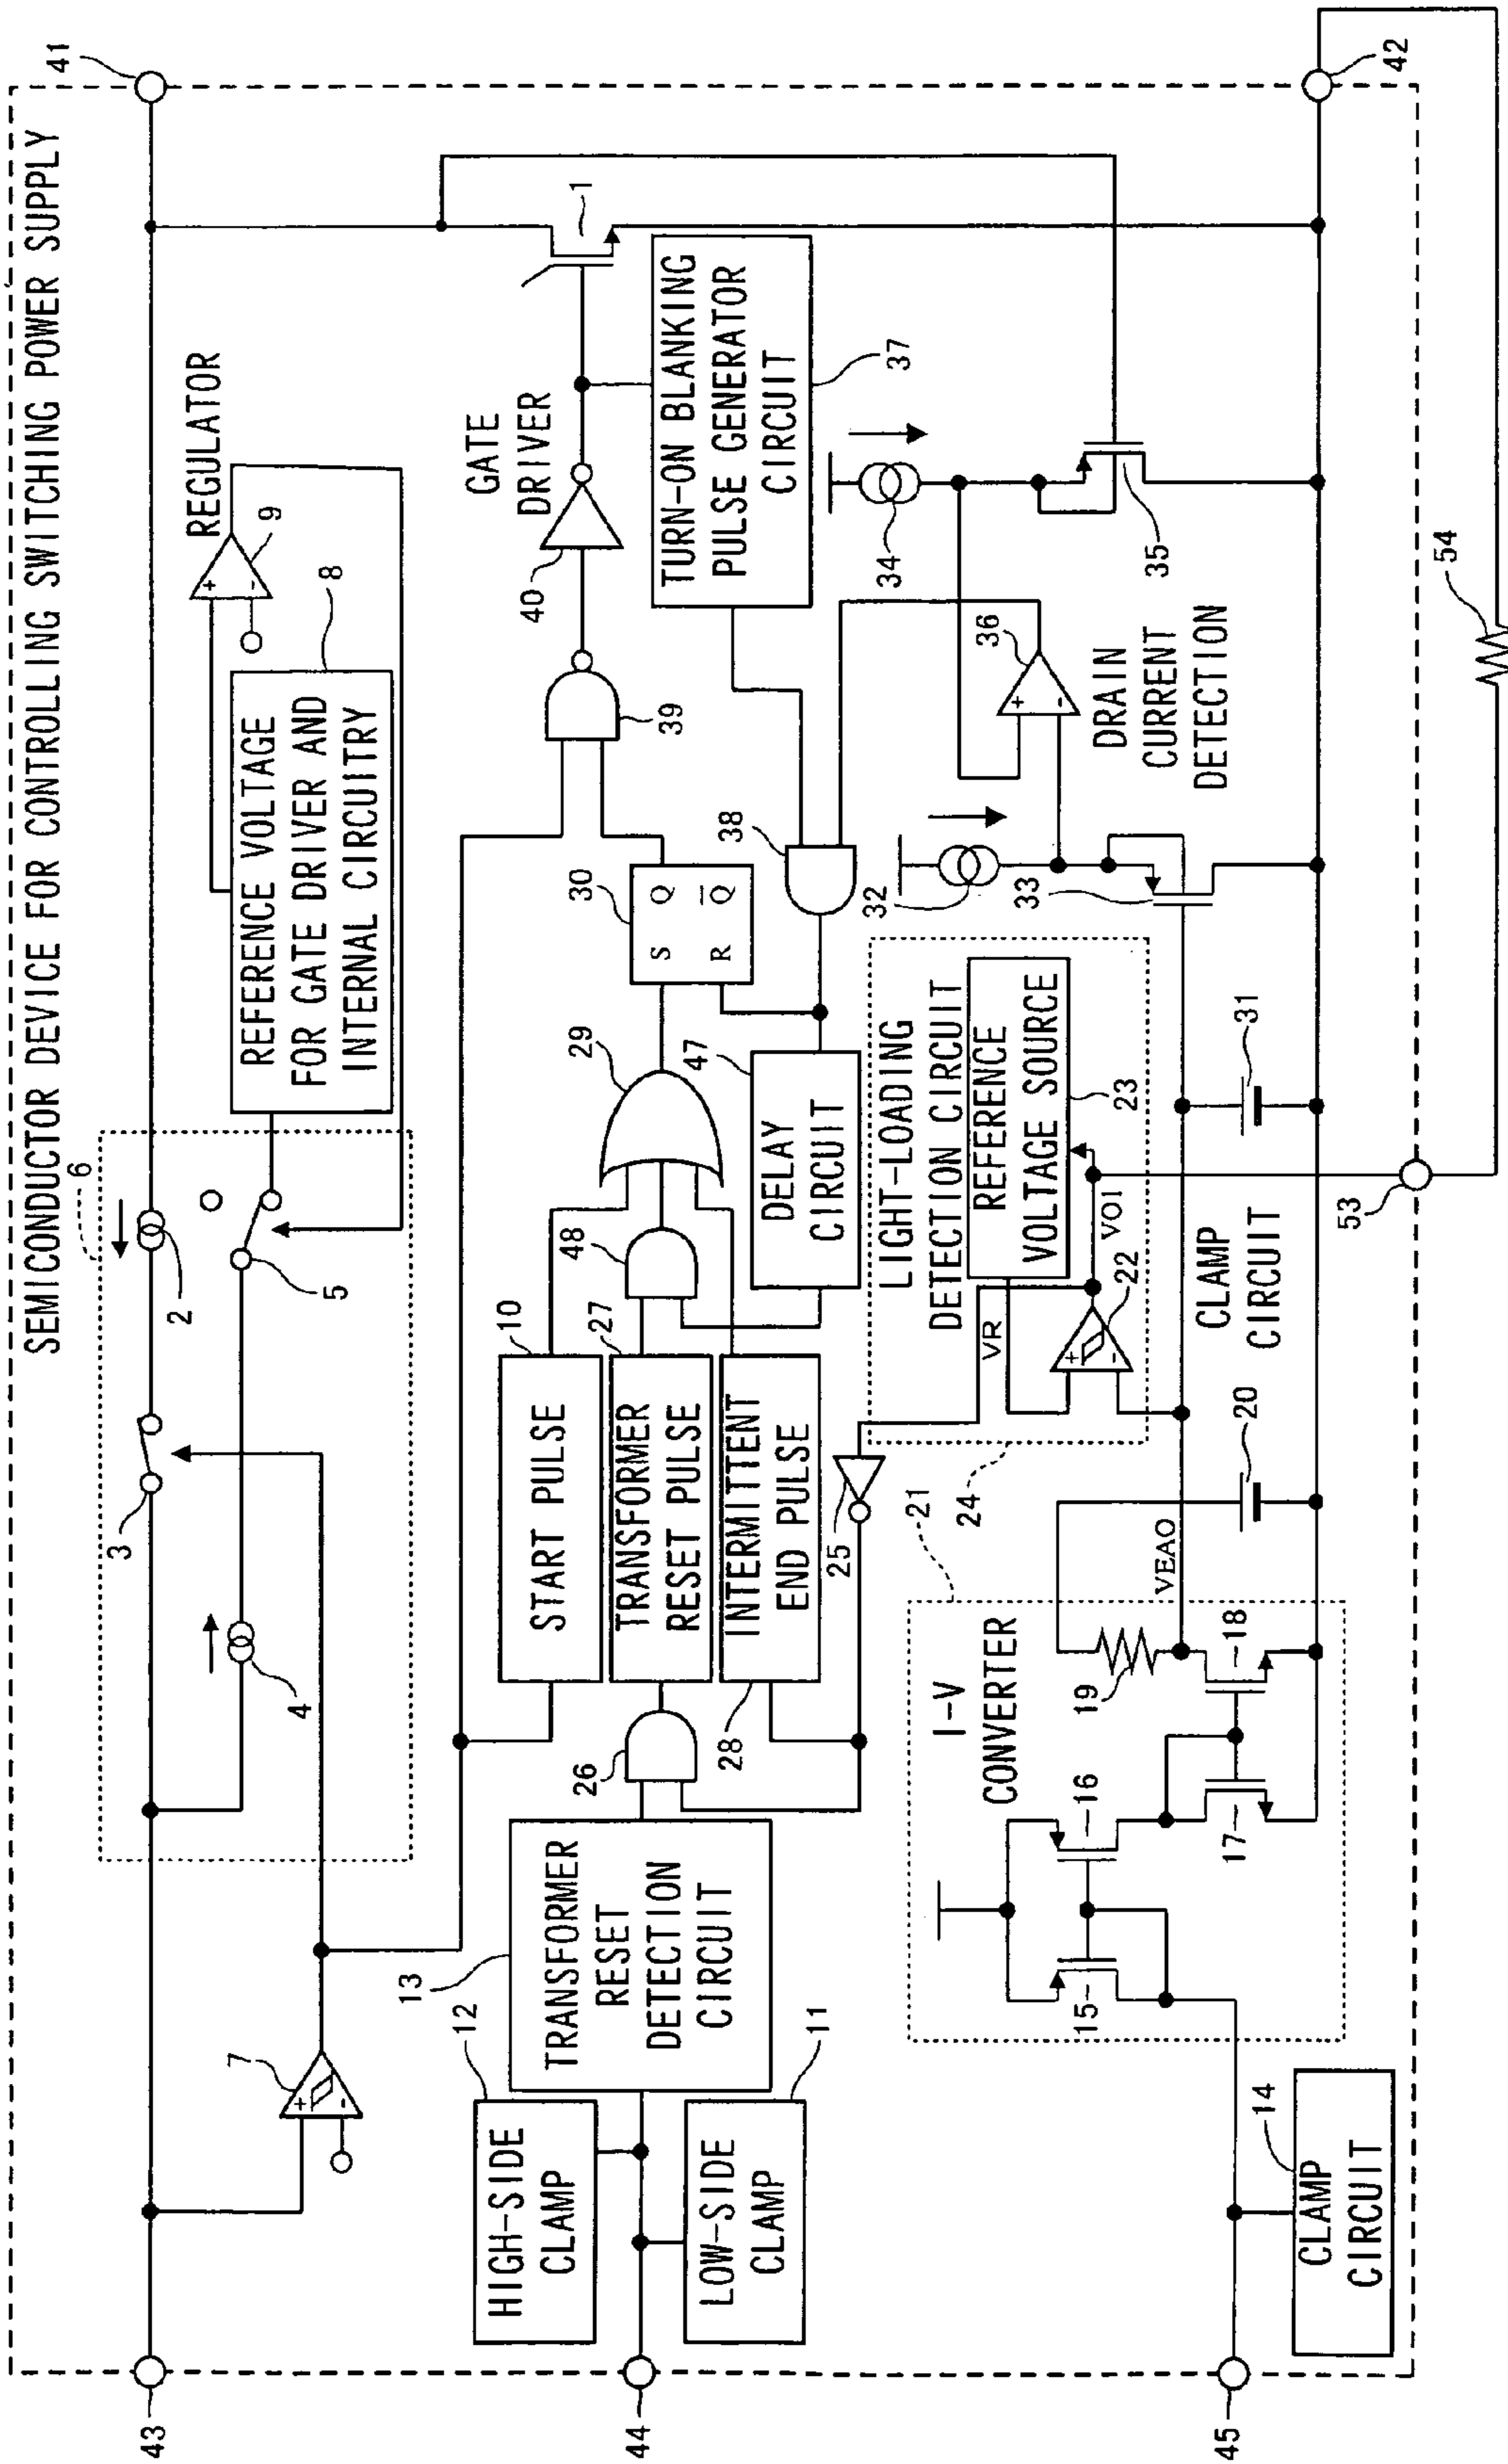 SEMICONDUCTOR DEVICE FOR CONTROLLING SWITCHING POWER SUPPLY
41
6
3
2
4
5
REGULATOR
9
8
REFERENCE VOLTAGE
FOR GATE DRIVER AND
INTERNAL CIRCUITRY
43
7
+
-
+
-
GATE
DRIVER
40
1
39
TURN-ON BLANKING
PULSE GENERATOR
CIRCUIT
37
12
HIGH-SIDE
CLAMP
13
TRANSFORMER
RESET
DETECTION
CIRCUIT
44
11
LOW-SIDE
CLAMP
26
START PULSE
10
TRANSFORMER
RESET PULSE
27
INTERMITTENT
END PULSE
28
25
48
29
30
S Q
R Q
47
DELAY
CIRCUIT
38
34
35
36
+
-
DRAIN
CURRENT
DETECTION
32
33
LIGHT-LOADING
DETECTION CIRCUIT
REFERENCE
VOLTAGE SOURCE
23
VR
VO1
22
+
-
24
21
I-V
CONVERTER
15
16
17
18
19
VEAO
20
CLAMP
CIRCUIT
31
45
14
CLAMP
CIRCUIT
53
54
42